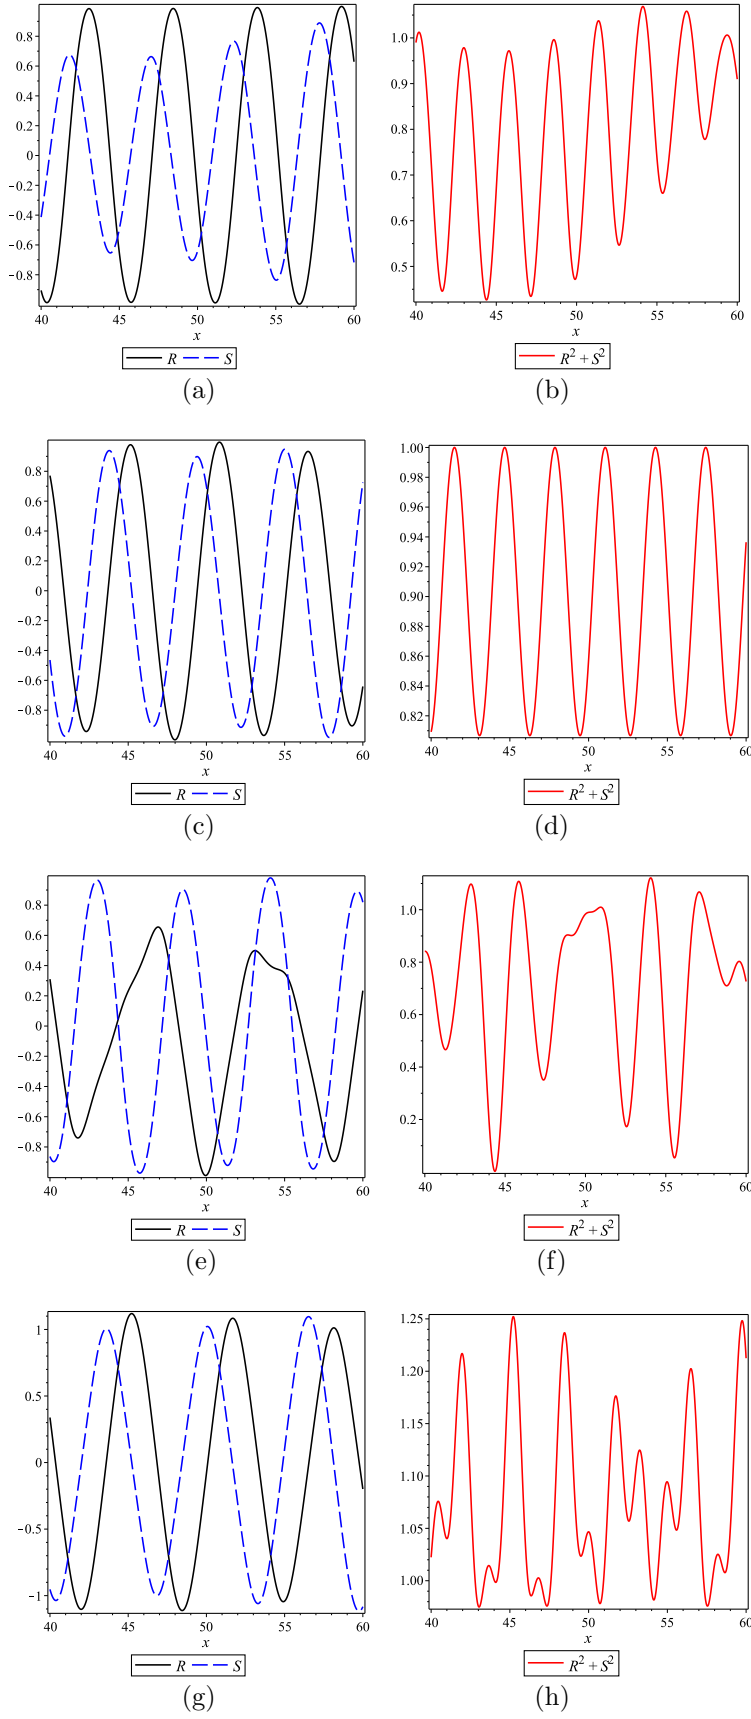 0.8
0.6
0.4
0.2
0
−0.2
−0.4
−0.6
−0.8
40 45 50 55 60
x
R S
(a)
1.0
0.9
0.8
0.7
0.6
0.5
40 45 50 55 60
x
R² + S²
(b)
0.8
0.6
0.4
0.2
0
−0.2
−0.4
−0.6
−0.8
40 45 50 55 60
x
R S
(c)
1.00
0.98
0.96
0.94
0.92
0.90
0.88
0.86
0.84
0.82
40 45 50 55 60
x
R² + S²
(d)
0.8
0.6
0.4
0.2
0
−0.2
−0.4
−0.6
−0.8
40 45 50 55 60
x
R S
(e)
1.0
0.8
0.6
0.4
0.2
40 45 50 55 60
x
R² + S²
(f)
1
0.5
0
−0.5
−1
40 45 50 55 60
x
R S
(g)
1.25
1.20
1.15
1.10
1.05
1.00
40 45 50 55 60
x
R² + S²
(h)